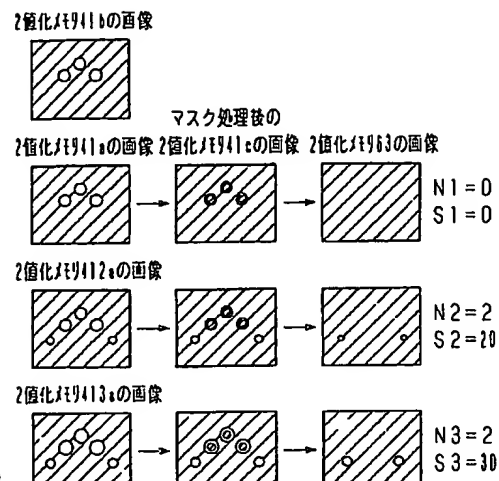 2値化メモリ41bの画像
マスク処理後の
2値化メモリ41aの画像 2値化メモリ41cの画像 2値化メモリ63の画像
N1=0
S1=0
2値化メモリ412aの画像
N2=2
S2=20
2値化メモリ413aの画像
N3=2
S3=30